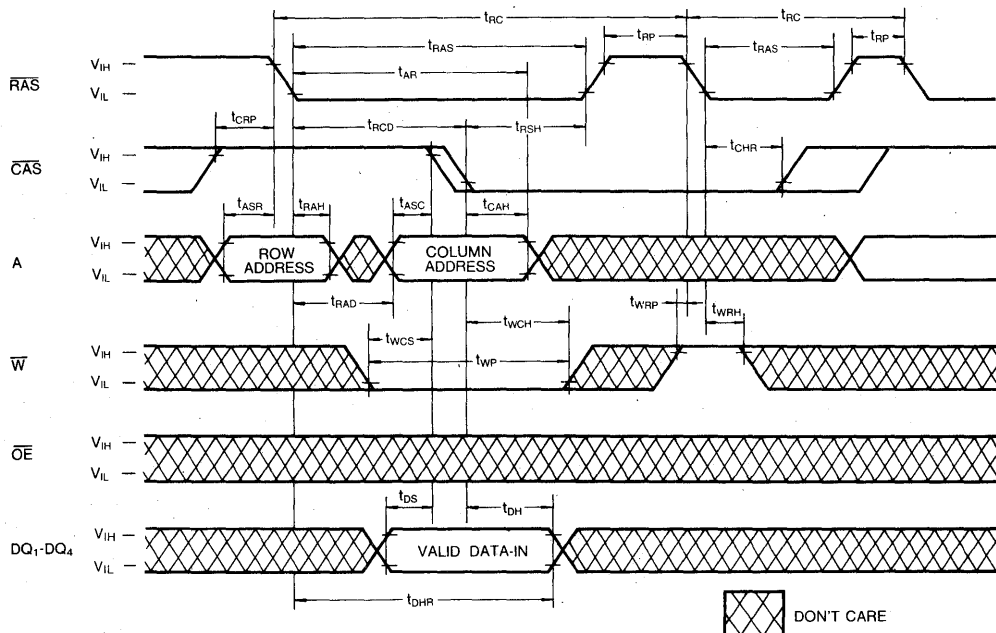 tRC tRC
tRAS tRP tRAS tRP
RAS VIH
VIL
tAR
tCRP tRCD tRSH tCHR
CAS VIH
VIL
tASR tRAH tASC tCAH
A VIH
VIL
ROW ADDRESS
COLUMN ADDRESS
tRAD tWRP tWRH
tWCH
tWCS
tWP
W VIH
VIL
OE VIH
VIL
tDS tDH
DQ1-DQ4 VIH
VIL
VALID DATA-IN
tDHR
DON'T CARE